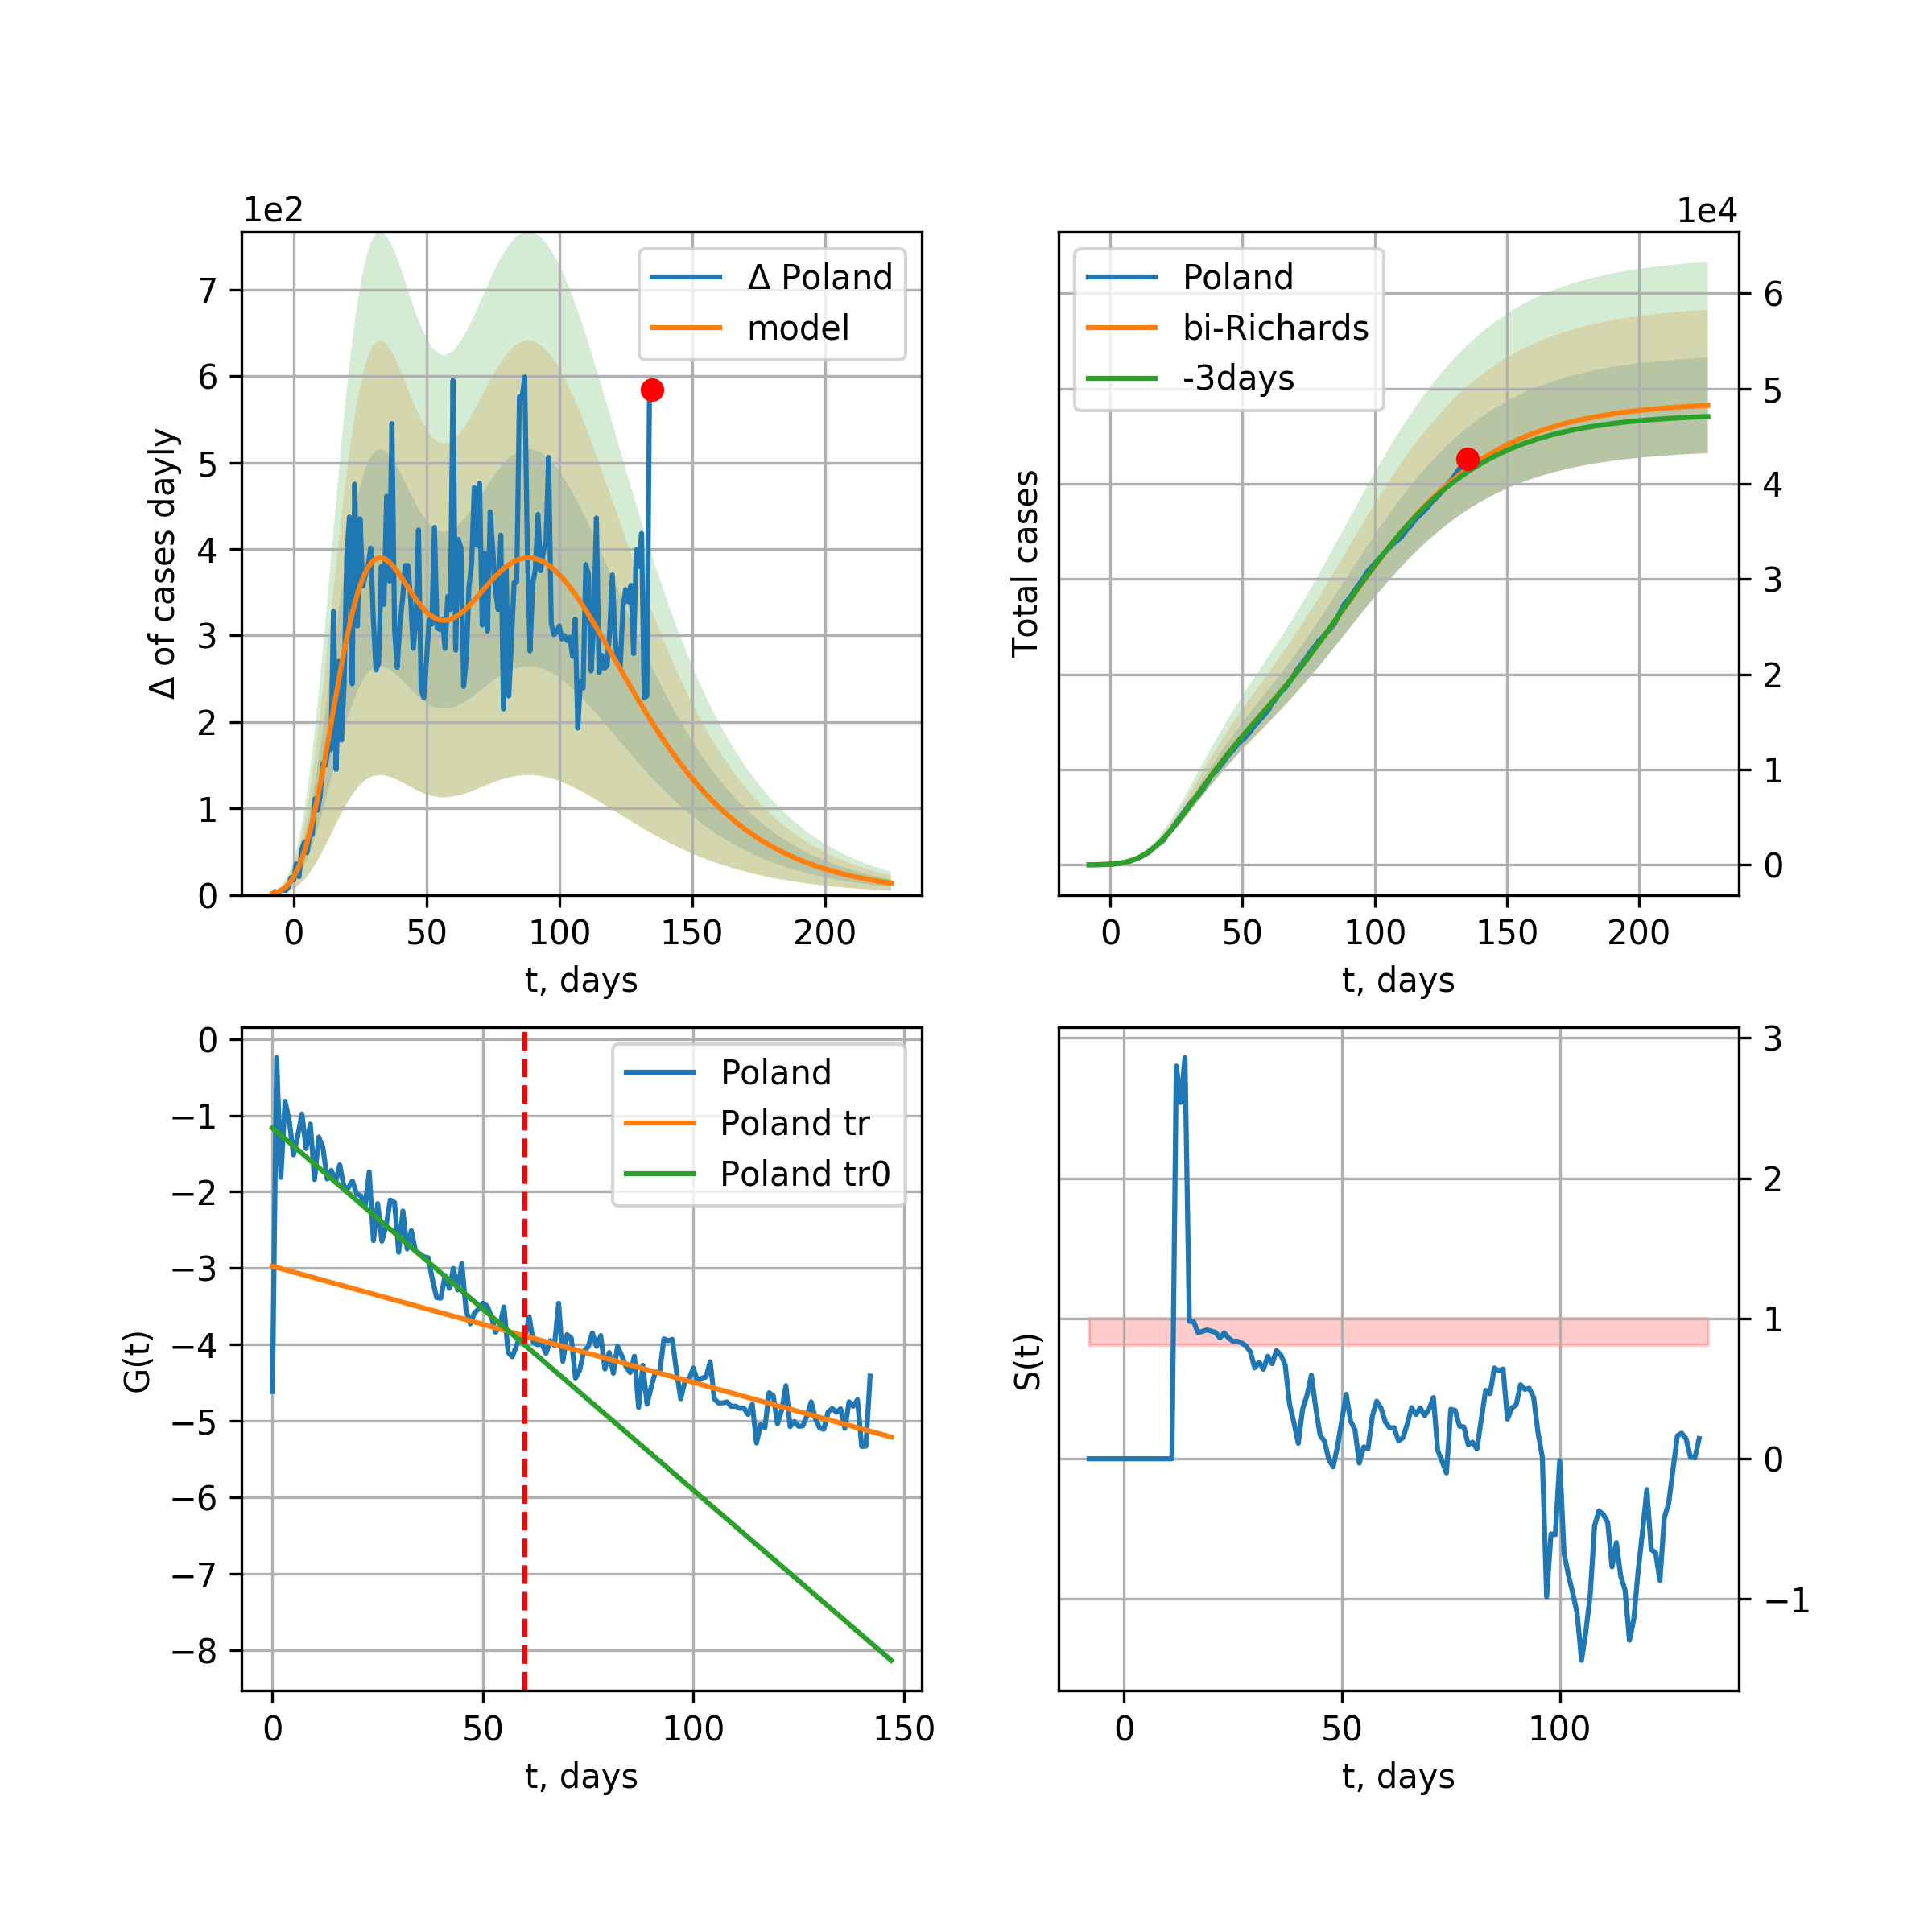 1e2
Δ of cases dayly
7
6
5
4
3
2
1
0
Δ Poland
model
0 50 100 150 200
t, days
1e4
Total cases
Poland
bi-Richards
-3days
6
5
4
3
2
1
0
0 50 100 150 200
t, days
G(t)
0
−1
−2
−3
−4
−5
−6
−7
−8
Poland
Poland tr
Poland tr0
0 50 100 150
t, days
S(t)
3
2
1
0
−1
0 50 100
t, days